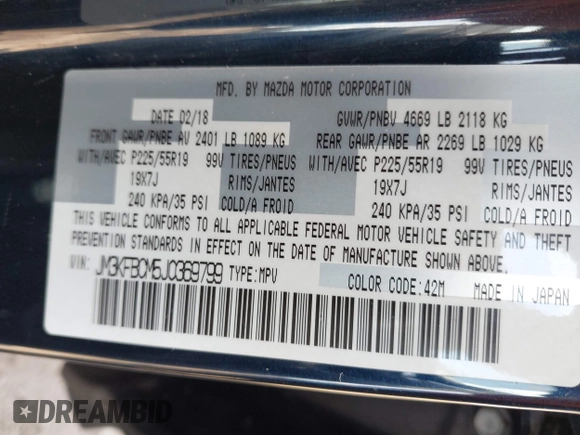 MFD. BY MAZDA MOTOR CORPORATION
DATE 02/18 GVWR/PNBV 4669 LB 2118 KG
FRONT GAWR/PNBE AV 2401 LB 1089 KG REAR GAWR/PNBE AR 2269 LB 1029 KG
WITH/AVEC P225/55R19 99V TIRES/PNEUS WITH/AVEC P225/55R19 99V TIRES/PNEUS
19X7J RIMS/JANTES 19X7J RIMS/JANTES
240 KPA/35 PSI COLD/A FROID 240 KPA/35 PSI COLD/A FROID
THIS VEHICLE CONFORMS TO ALL APPLICABLE FEDERAL MOTOR VEHICLE SAFETY AND THEFT
PREVENTION STANDARDS IN EFFECT ON THE DATE OF MANUFACTURE SHOWN ABOVE.
VIN: JM3KFBCM5J0369799 TYPE: MPV
COLOR CODE: 42M MADE IN JAPAN
DREAMBID